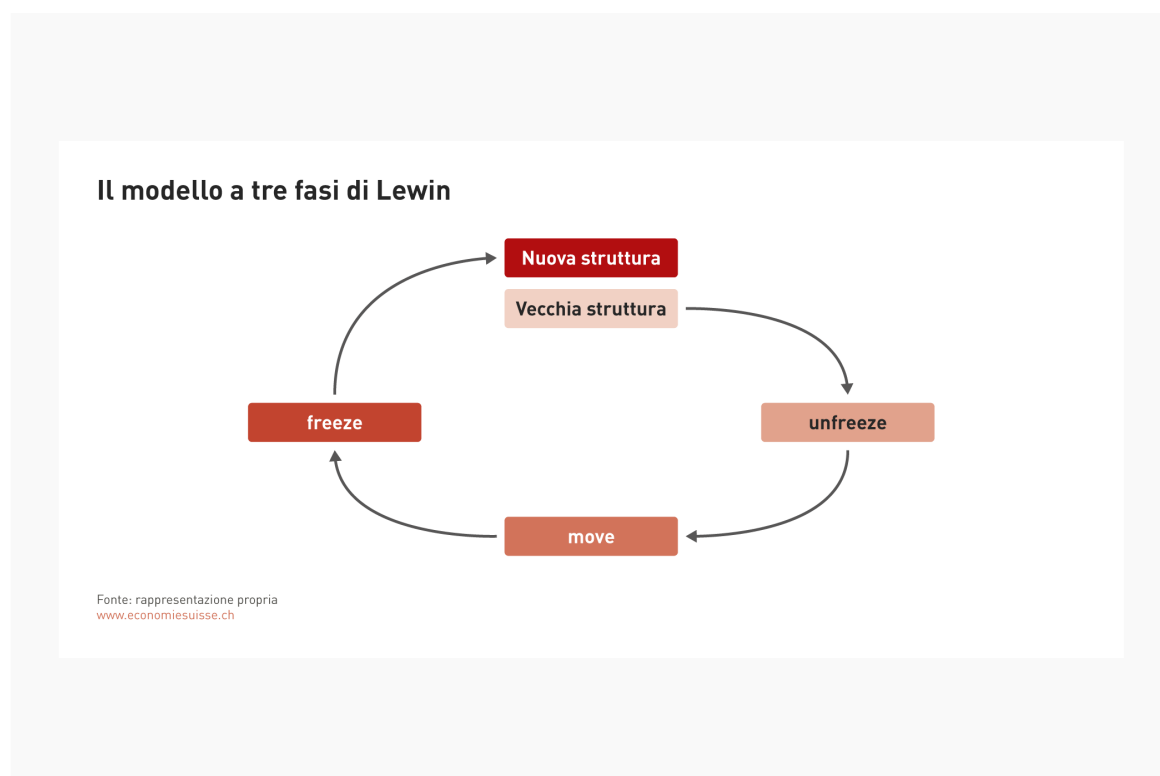 Il modello a tre fasi di Lewin
Nuova struttura
Vecchia struttura
freeze
unfreeze
move
Fonte: rappresentazione propria
www.economiesuisse.ch